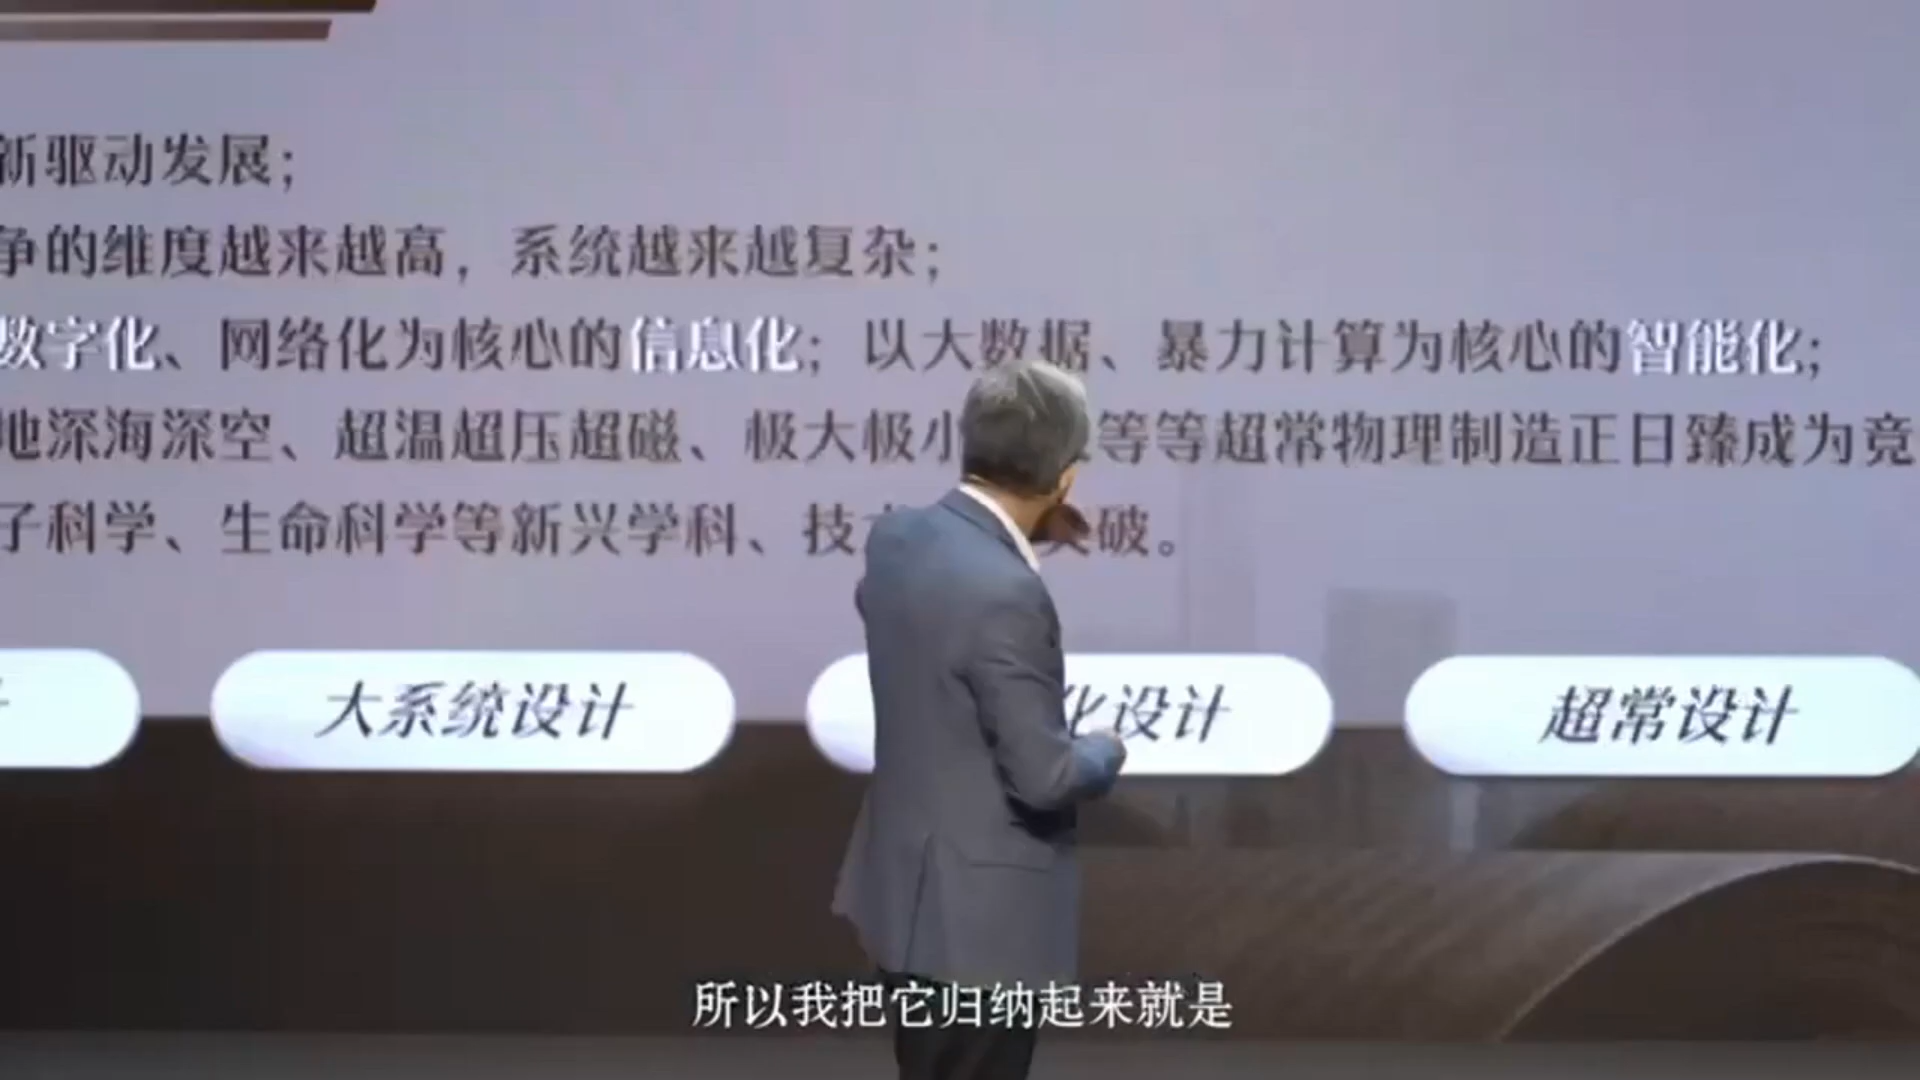 新驱动发展；
争的维度越来越高，系统越来越复杂；
数字化、网络化为核心的信息化；以大数据、暴力计算为核心的智能化；
地深海深空、超温超压超磁、极大极小 等等超常物理制造正日臻成为竞
子科学、生命科学等新兴学科、技 突破。
大系统设计
化设计
超常设计
所以我把它归纳起来就是